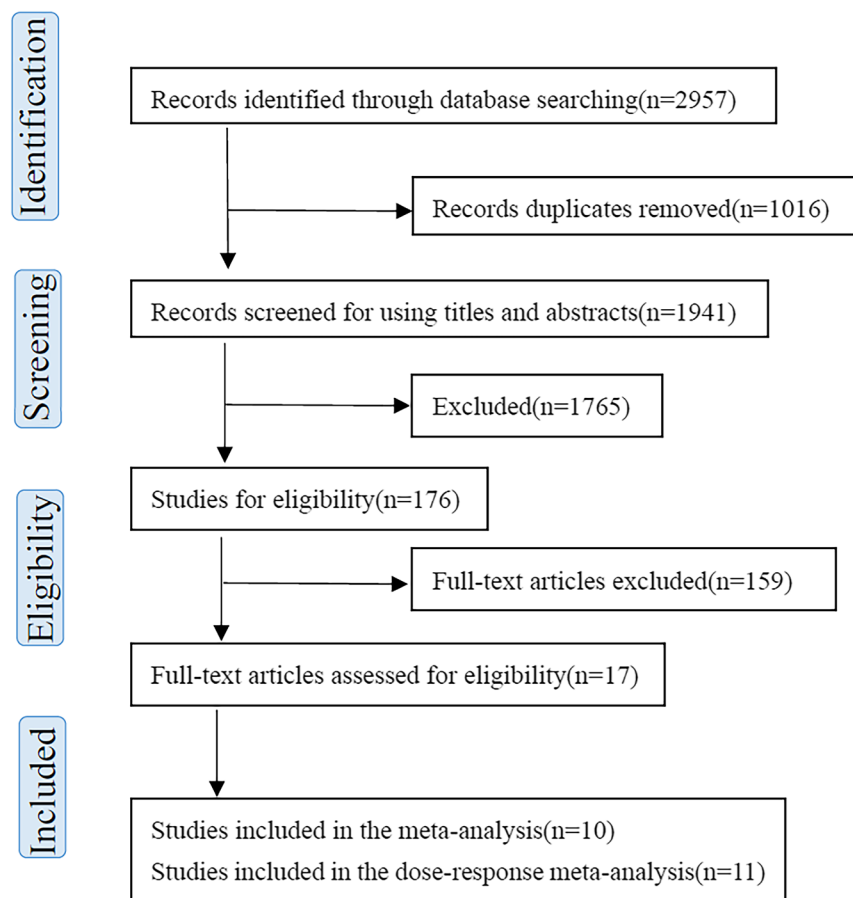 Identification
Records identified through database searching(n=2957)
Records duplicates removed(n=1016)
Screening
Records screened for using titles and abstracts(n=1941)
Excluded(n=1765)
Eligibility
Studies for eligibility(n=176)
Full-text articles excluded(n=159)
Full-text articles assessed for eligibility(n=17)
Included
Studies included in the meta-analysis(n=10)
Studies included in the dose-response meta-analysis(n=11)